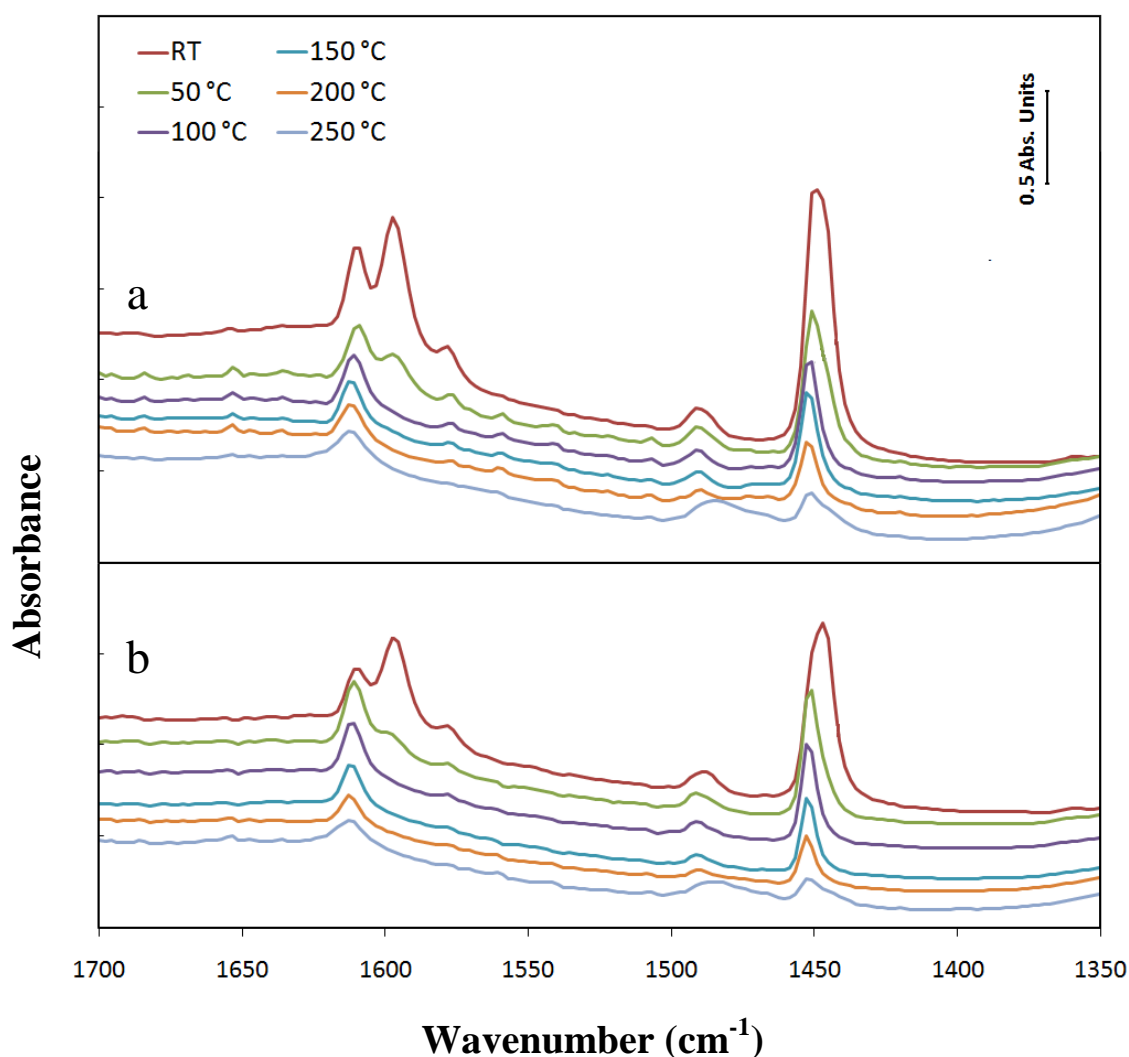 RT
150 °C
50 °C
200 °C
100 °C
250 °C
0.5 Abs. Units
a
b
Absorbance
1700
1650
1600
1550
1500
1450
1400
1350
Wavenumber (cm⁻¹)